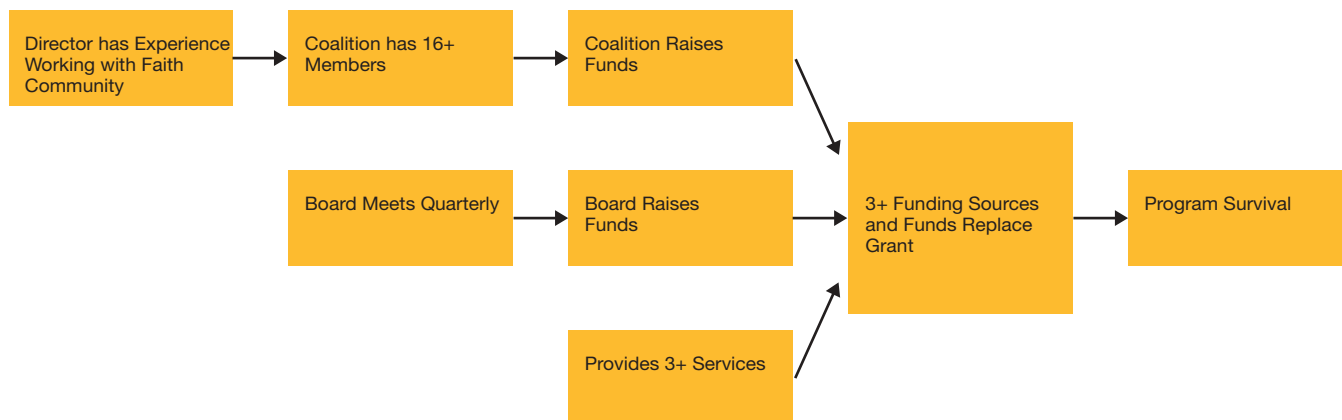 Director has Experience
Working with Faith
Community
Coalition has 16+
Members
Coalition Raises
Funds
Board Meets Quarterly
Board Raises
Funds
3+ Funding Sources
and Funds Replace
Grant
Program Survival
Provides 3+ Services